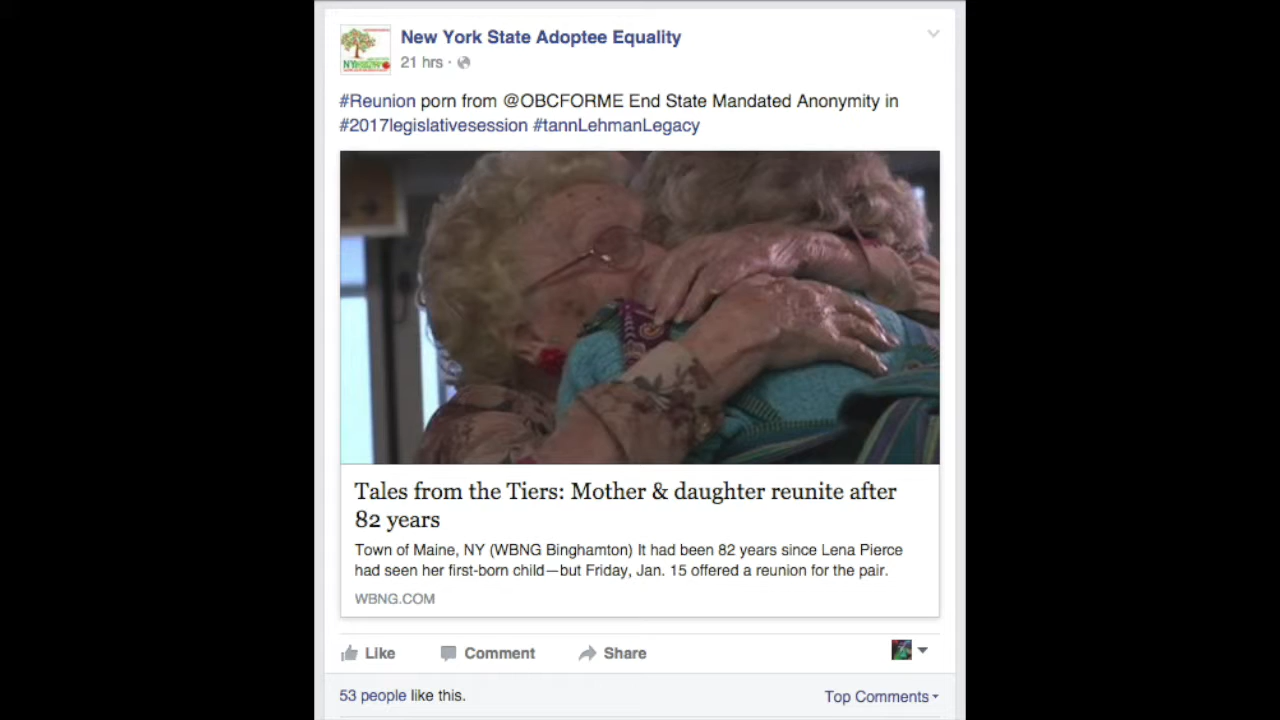 New York State Adoptee Equality
21 hrs ·
#Reunion porn from @OBCFORME End State Mandated Anonymity in
#2017legislativesession #tannLehmanLegacy
Tales from the Tiers: Mother & daughter reunite after
82 years
Town of Maine, NY (WBNG Binghamton) It had been 82 years since Lena Pierce
had seen her first-born child—but Friday, Jan. 15 offered a reunion for the pair.
WBNG.COM
Like Comment Share
53 people like this.
Top Comments